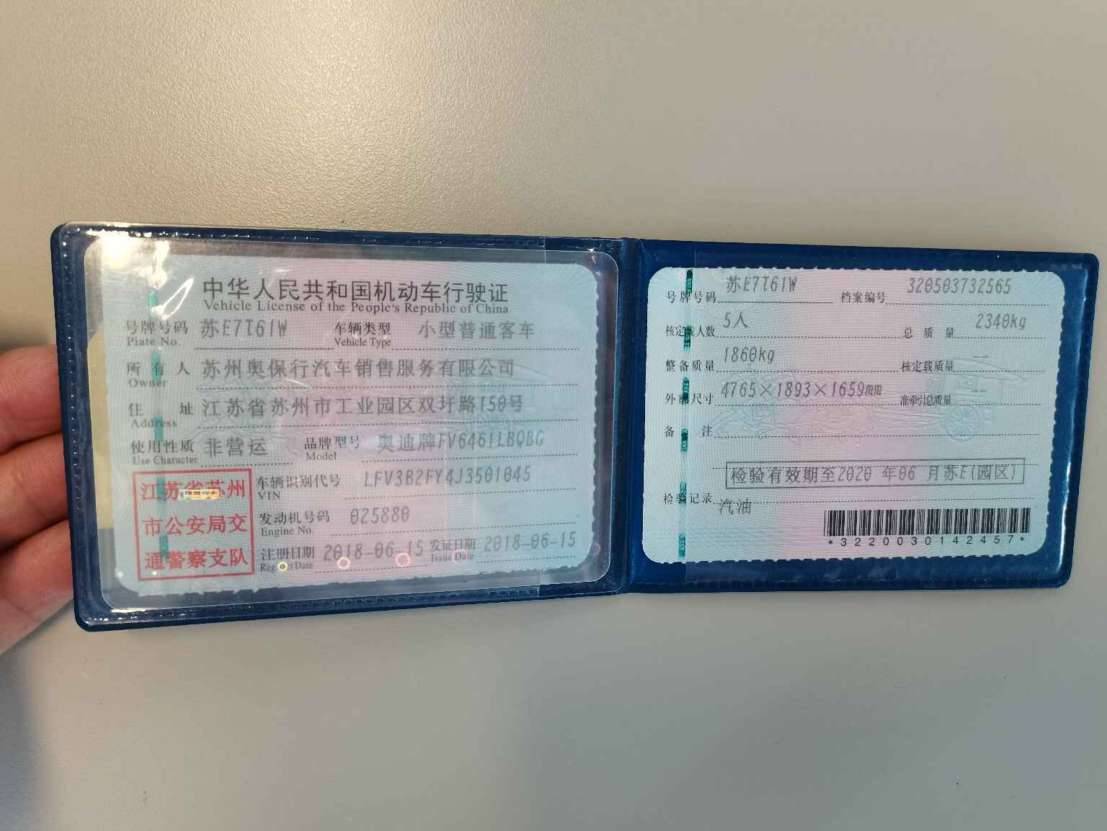 中华人民共和国机动车行驶证
Vehicle License of the People's Republic of China
号牌号码 苏E7T61W 车辆类型 小型普通客车
Plate No. Vehicle Type
所有人 苏州奥保行汽车销售服务有限公司
Owner
住址 江苏省苏州市工业园区双圩路150号
Address
使用性质 非营运 品牌型号 奥迪牌FV6461LBQBG
Use Character Model
江苏省苏州
市公安局交
通警察支队
车辆识别代号 LFV3B2FY4J3501045
VIN
发动机号码 025880
Engine No.
注册日期 2018-06-15 发证日期 2018-06-15
Issue Date
号牌号码 苏E7T61W 档案编号 320503732565
核定载人数 5人 总质量 2340kg
整备质量 1860kg 核定载质量 --
外廓尺寸 4765×1893×1659mm 准牵引总质量 --
备注
检验有效期至2020年06月苏E(园区)
检验记录
汽油
*3220030142457*